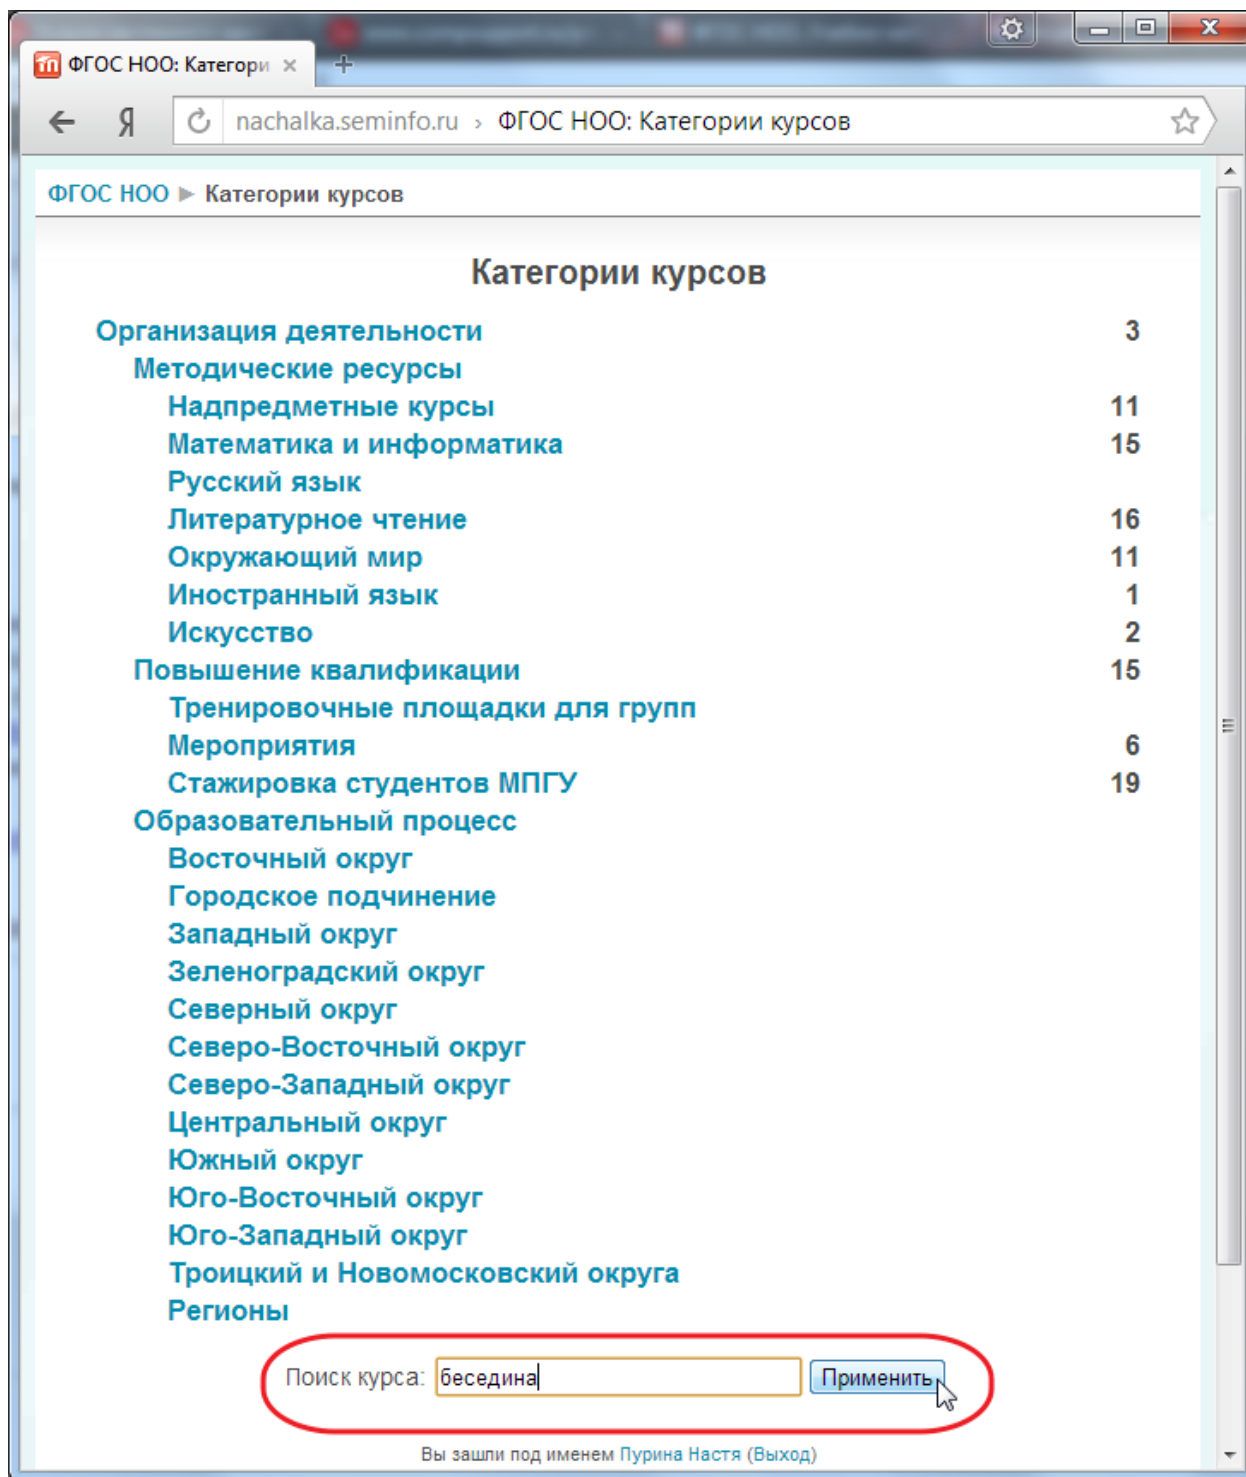 ФГОС НОО: Категори
nachalka.seminfo.ru › ФГОС НОО: Категории курсов
ФГОС НОО ► Категории курсов
Категории курсов
Организация деятельности 3
Методические ресурсы
Надпредметные курсы 11
Математика и информатика 15
Русский язык
Литературное чтение 16
Окружающий мир 11
Иностранный язык 1
Искусство 2
Повышение квалификации 15
Тренировочные площадки для групп
Мероприятия 6
Стажировка студентов МПГУ 19
Образовательный процесс
Восточный округ
Городское подчинение
Западный округ
Зеленоградский округ
Северный округ
Северо-Восточный округ
Северо-Западный округ
Центральный округ
Южный округ
Юго-Восточный округ
Юго-Западный округ
Троицкий и Новомосковский округа
Регионы
Поиск курса: беседина Применить
Вы зашли под именем Пурина Настя (Выход)